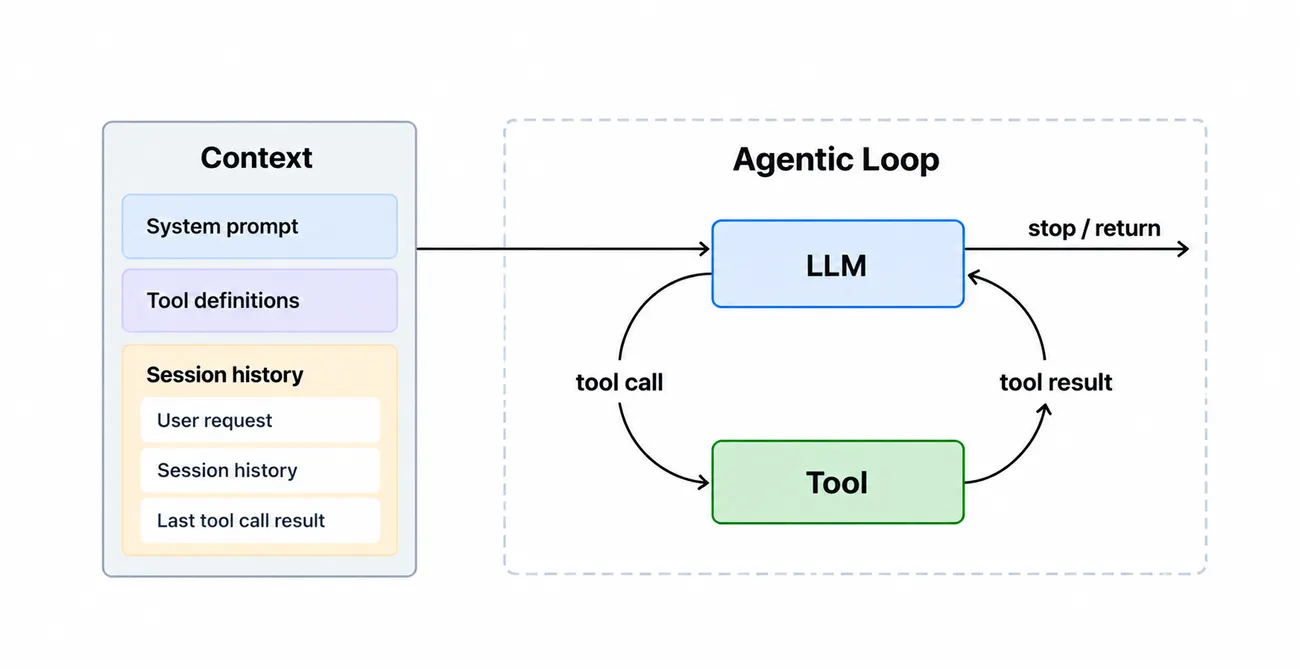 Context
System prompt
Tool definitions
Session history
User request
Session history
Last tool call result
Agentic Loop
LLM
stop / return
tool call
tool result
Tool